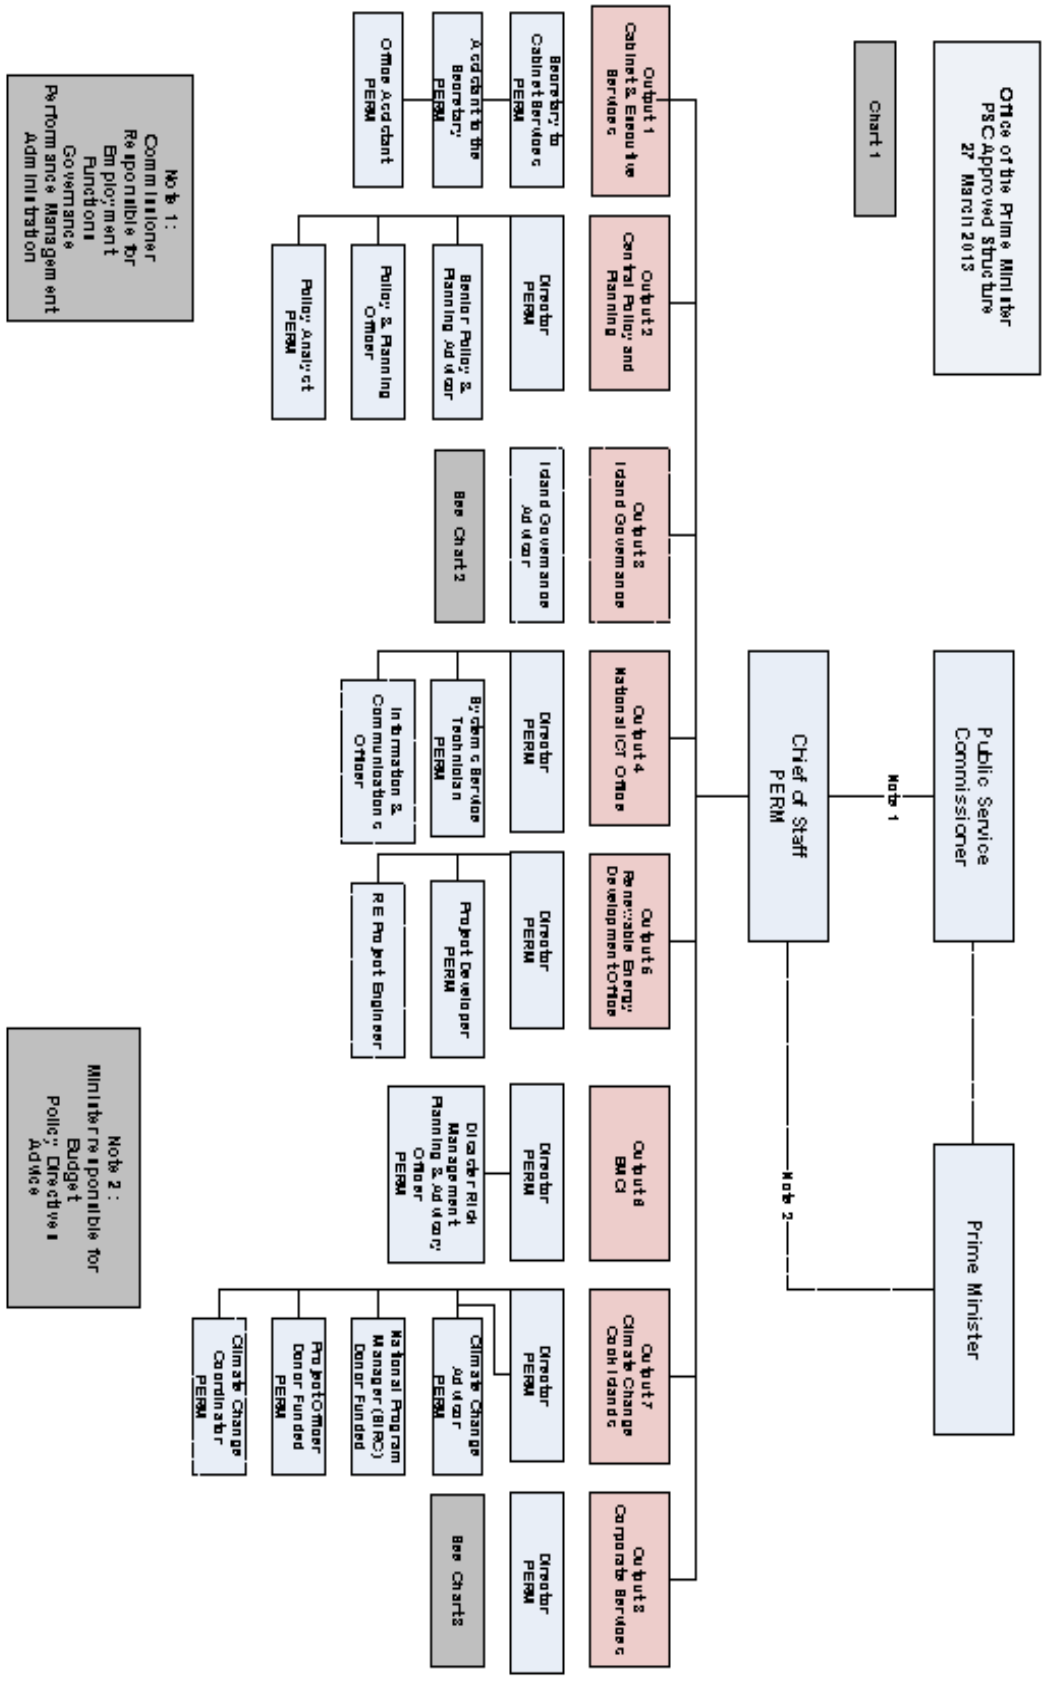 Office of the Prime Minister
PSC Approved Structure
27 March 2013
Chart 1
Public Service
Commissioner
Prime Minister
Note 1
Note 2
Chief of Staff
PERM
Output 1
Cabinet & Executive
Services
Secretary to
Cabinet Services
PERM
Assistant to the
Secretary
PERM
Office Assistant
PERM
Output 2
Central Policy and
Planning
Director
PERM
Senior Policy &
Planning Advisor
Policy & Planning
Officer
Policy Analyst
PERM
Output 3
Island Governance
Island Governance
Advisor
See Chart 2
Output 4
National ICT Office
Director
PERM
Systems Service
Technician
PERM
Information &
Communications
Officer
Output 5
Renewable Energy
Development Office
Director
PERM
Project Developer
PERM
RE Project Engineer
Output 6
EMCI
Director
PERM
Disaster Risk
Management
Planning & Advisory
Officer
PERM
Output 7
Climate Change
Cook Islands
Director
PERM
Climate Change
Advisor
PERM
National Program
Manager (SIRC)
Donor Funded
Project Officer
Donor Funded
PERM
Climate Change
Coordinator
PERM
Output 8
Corporate Services
Director
PERM
See Chart 3
Note 1:
Commissioner
Responsible for
Employment
Functions
Governance
Performance Management
Administration
Note 2:
Minister responsible for
Budget
Policy Directives
Advice